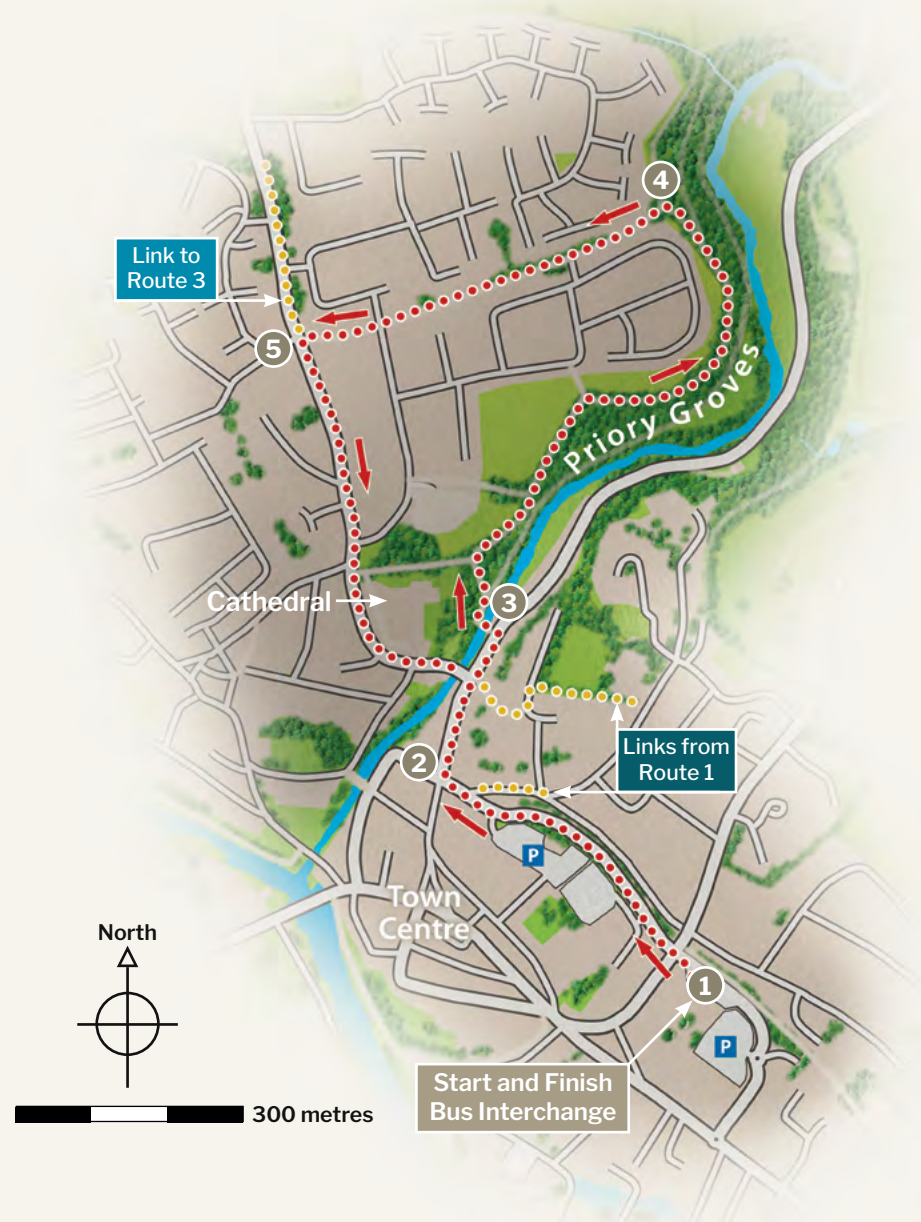 4
Link to
Route 3
5
Priory Groves
Cathedral
3
2
Links from
Route 1
P
Town
Centre
North
1
P
Start and Finish
Bus Interchange
300 metres